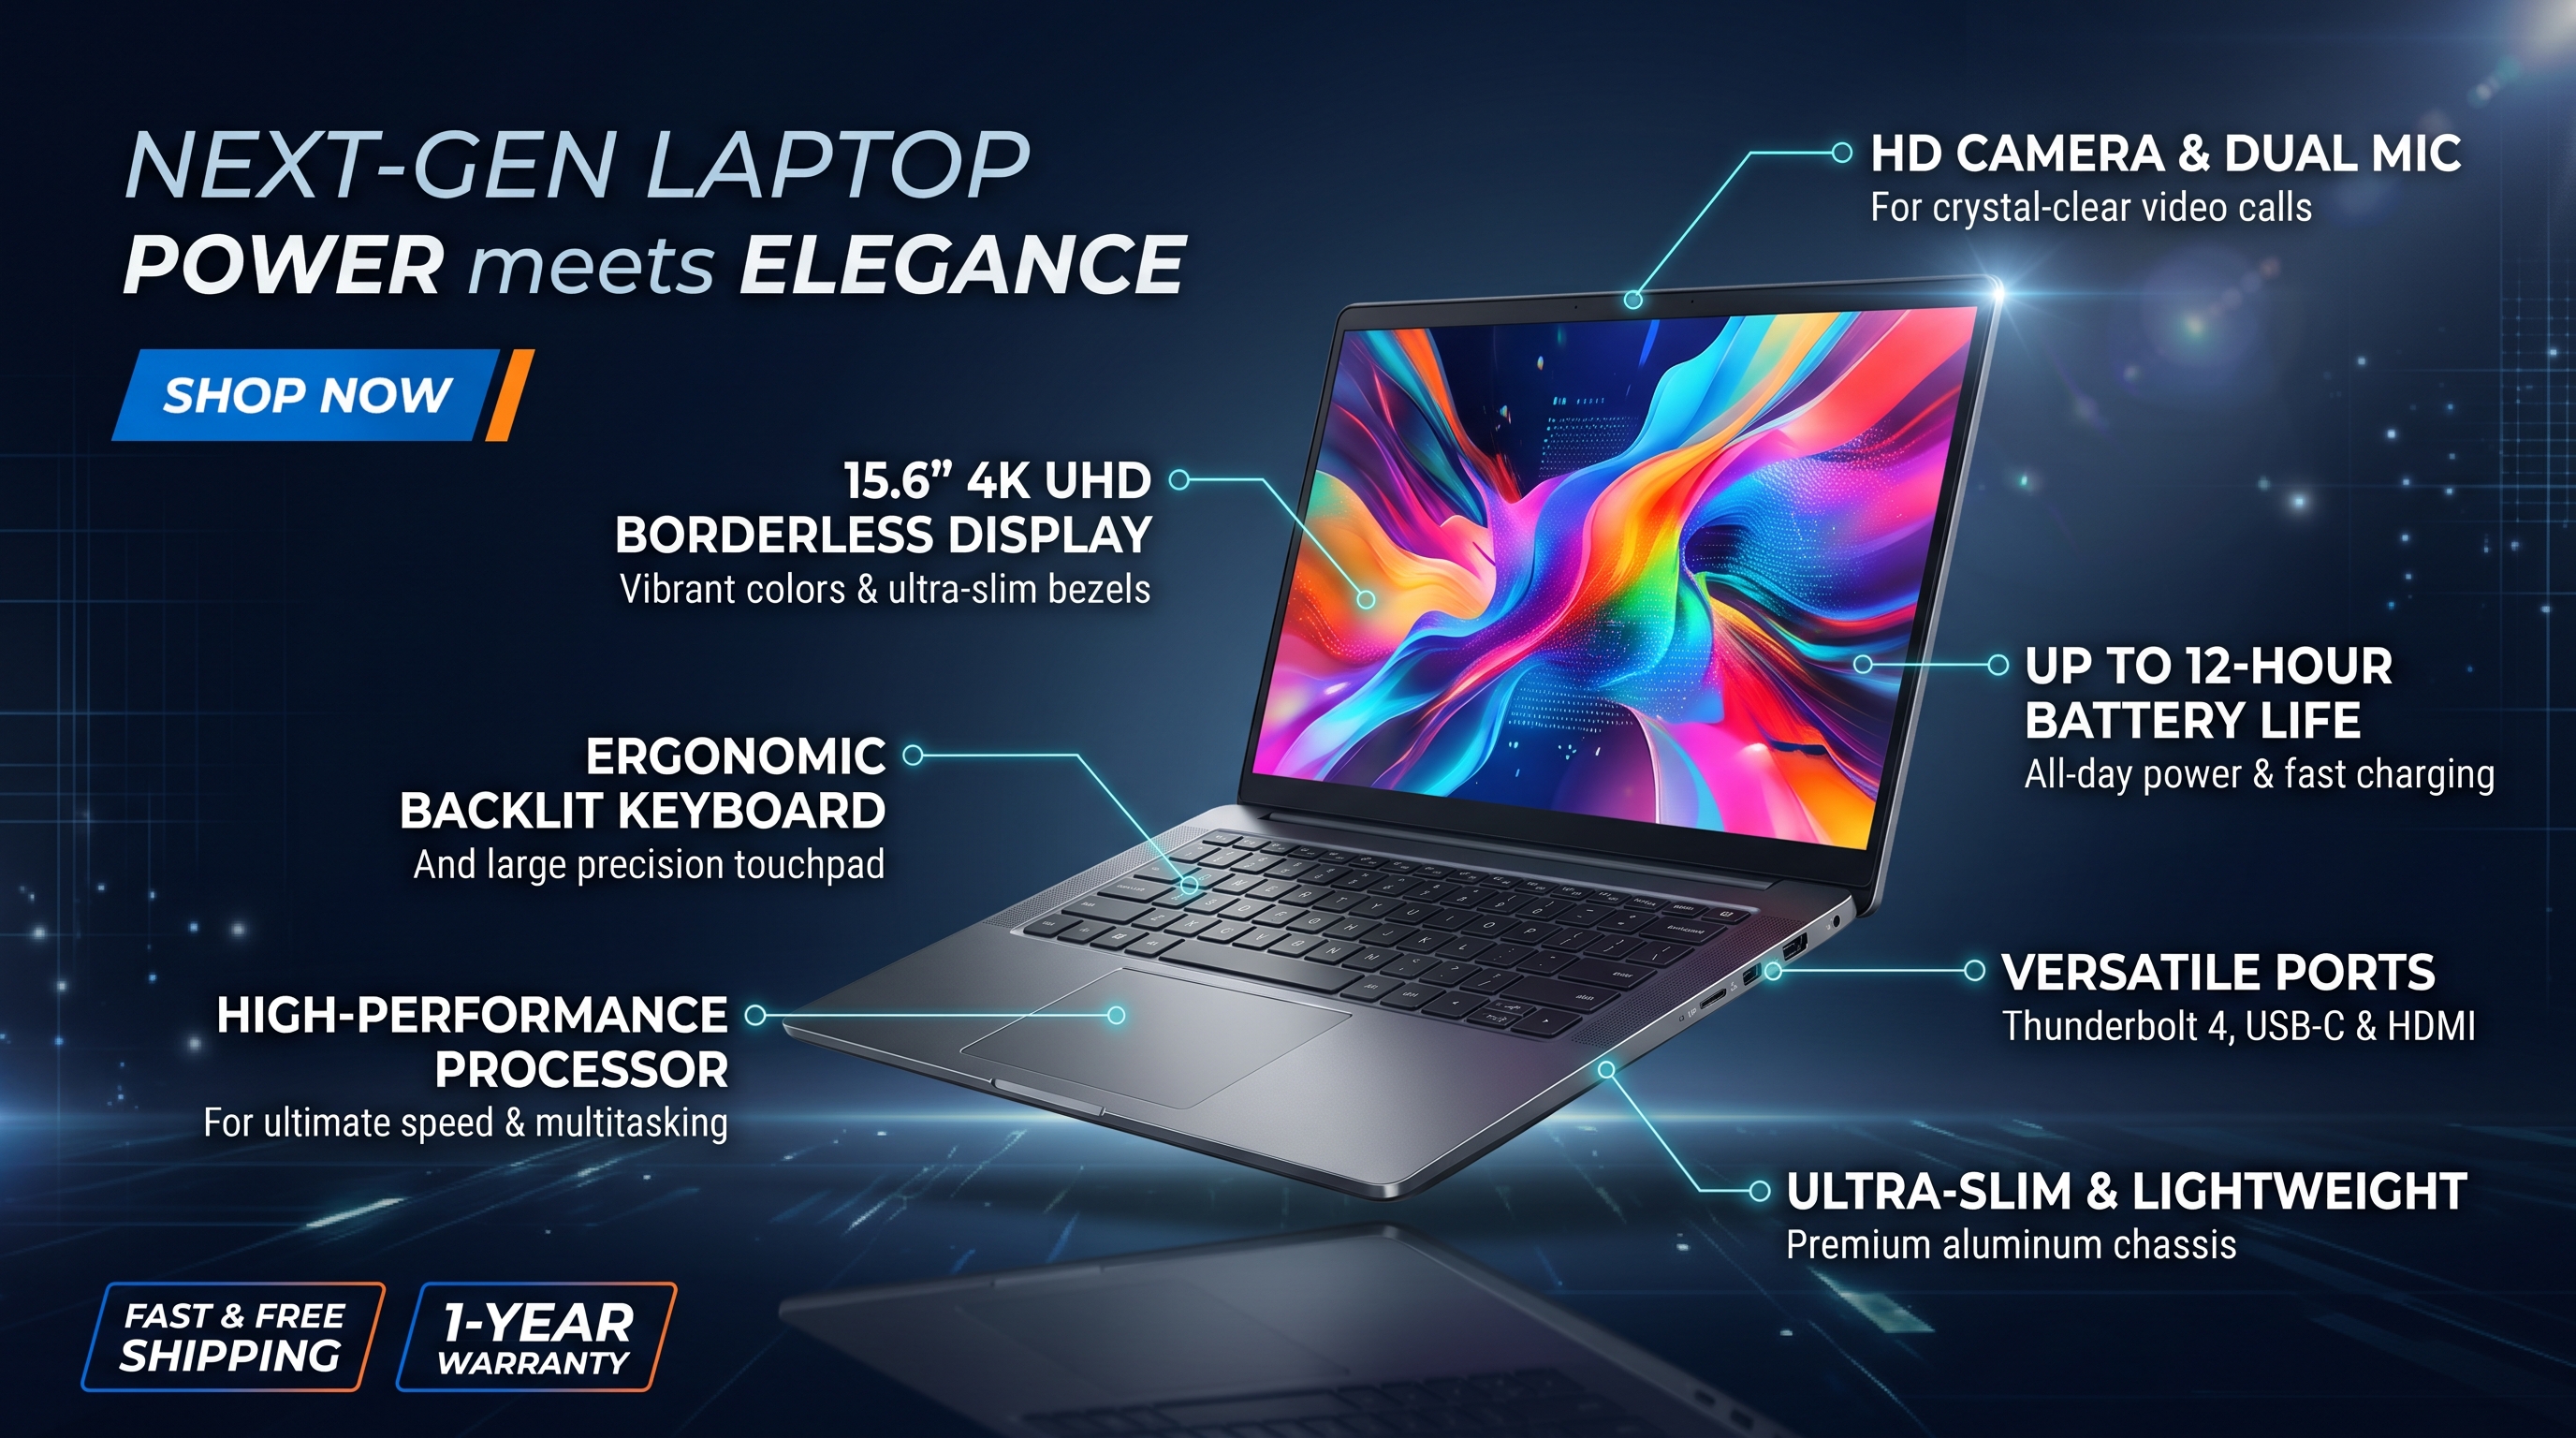 NEXT-GEN LAPTOP
POWER meets ELEGANCE
SHOP NOW
HD CAMERA & DUAL MIC
For crystal-clear video calls
15.6” 4K UHD
BORDERLESS DISPLAY
Vibrant colors & ultra-slim bezels
UP TO 12-HOUR
BATTERY LIFE
All-day power & fast charging
ERGONOMIC
BACKLIT KEYBOARD
And large precision touchpad
VERSATILE PORTS
Thunderbolt 4, USB-C & HDMI
HIGH-PERFORMANCE
PROCESSOR
For ultimate speed & multitasking
ULTRA-SLIM & LIGHTWEIGHT
Premium aluminum chassis
FAST & FREE
SHIPPING
1-YEAR
WARRANTY